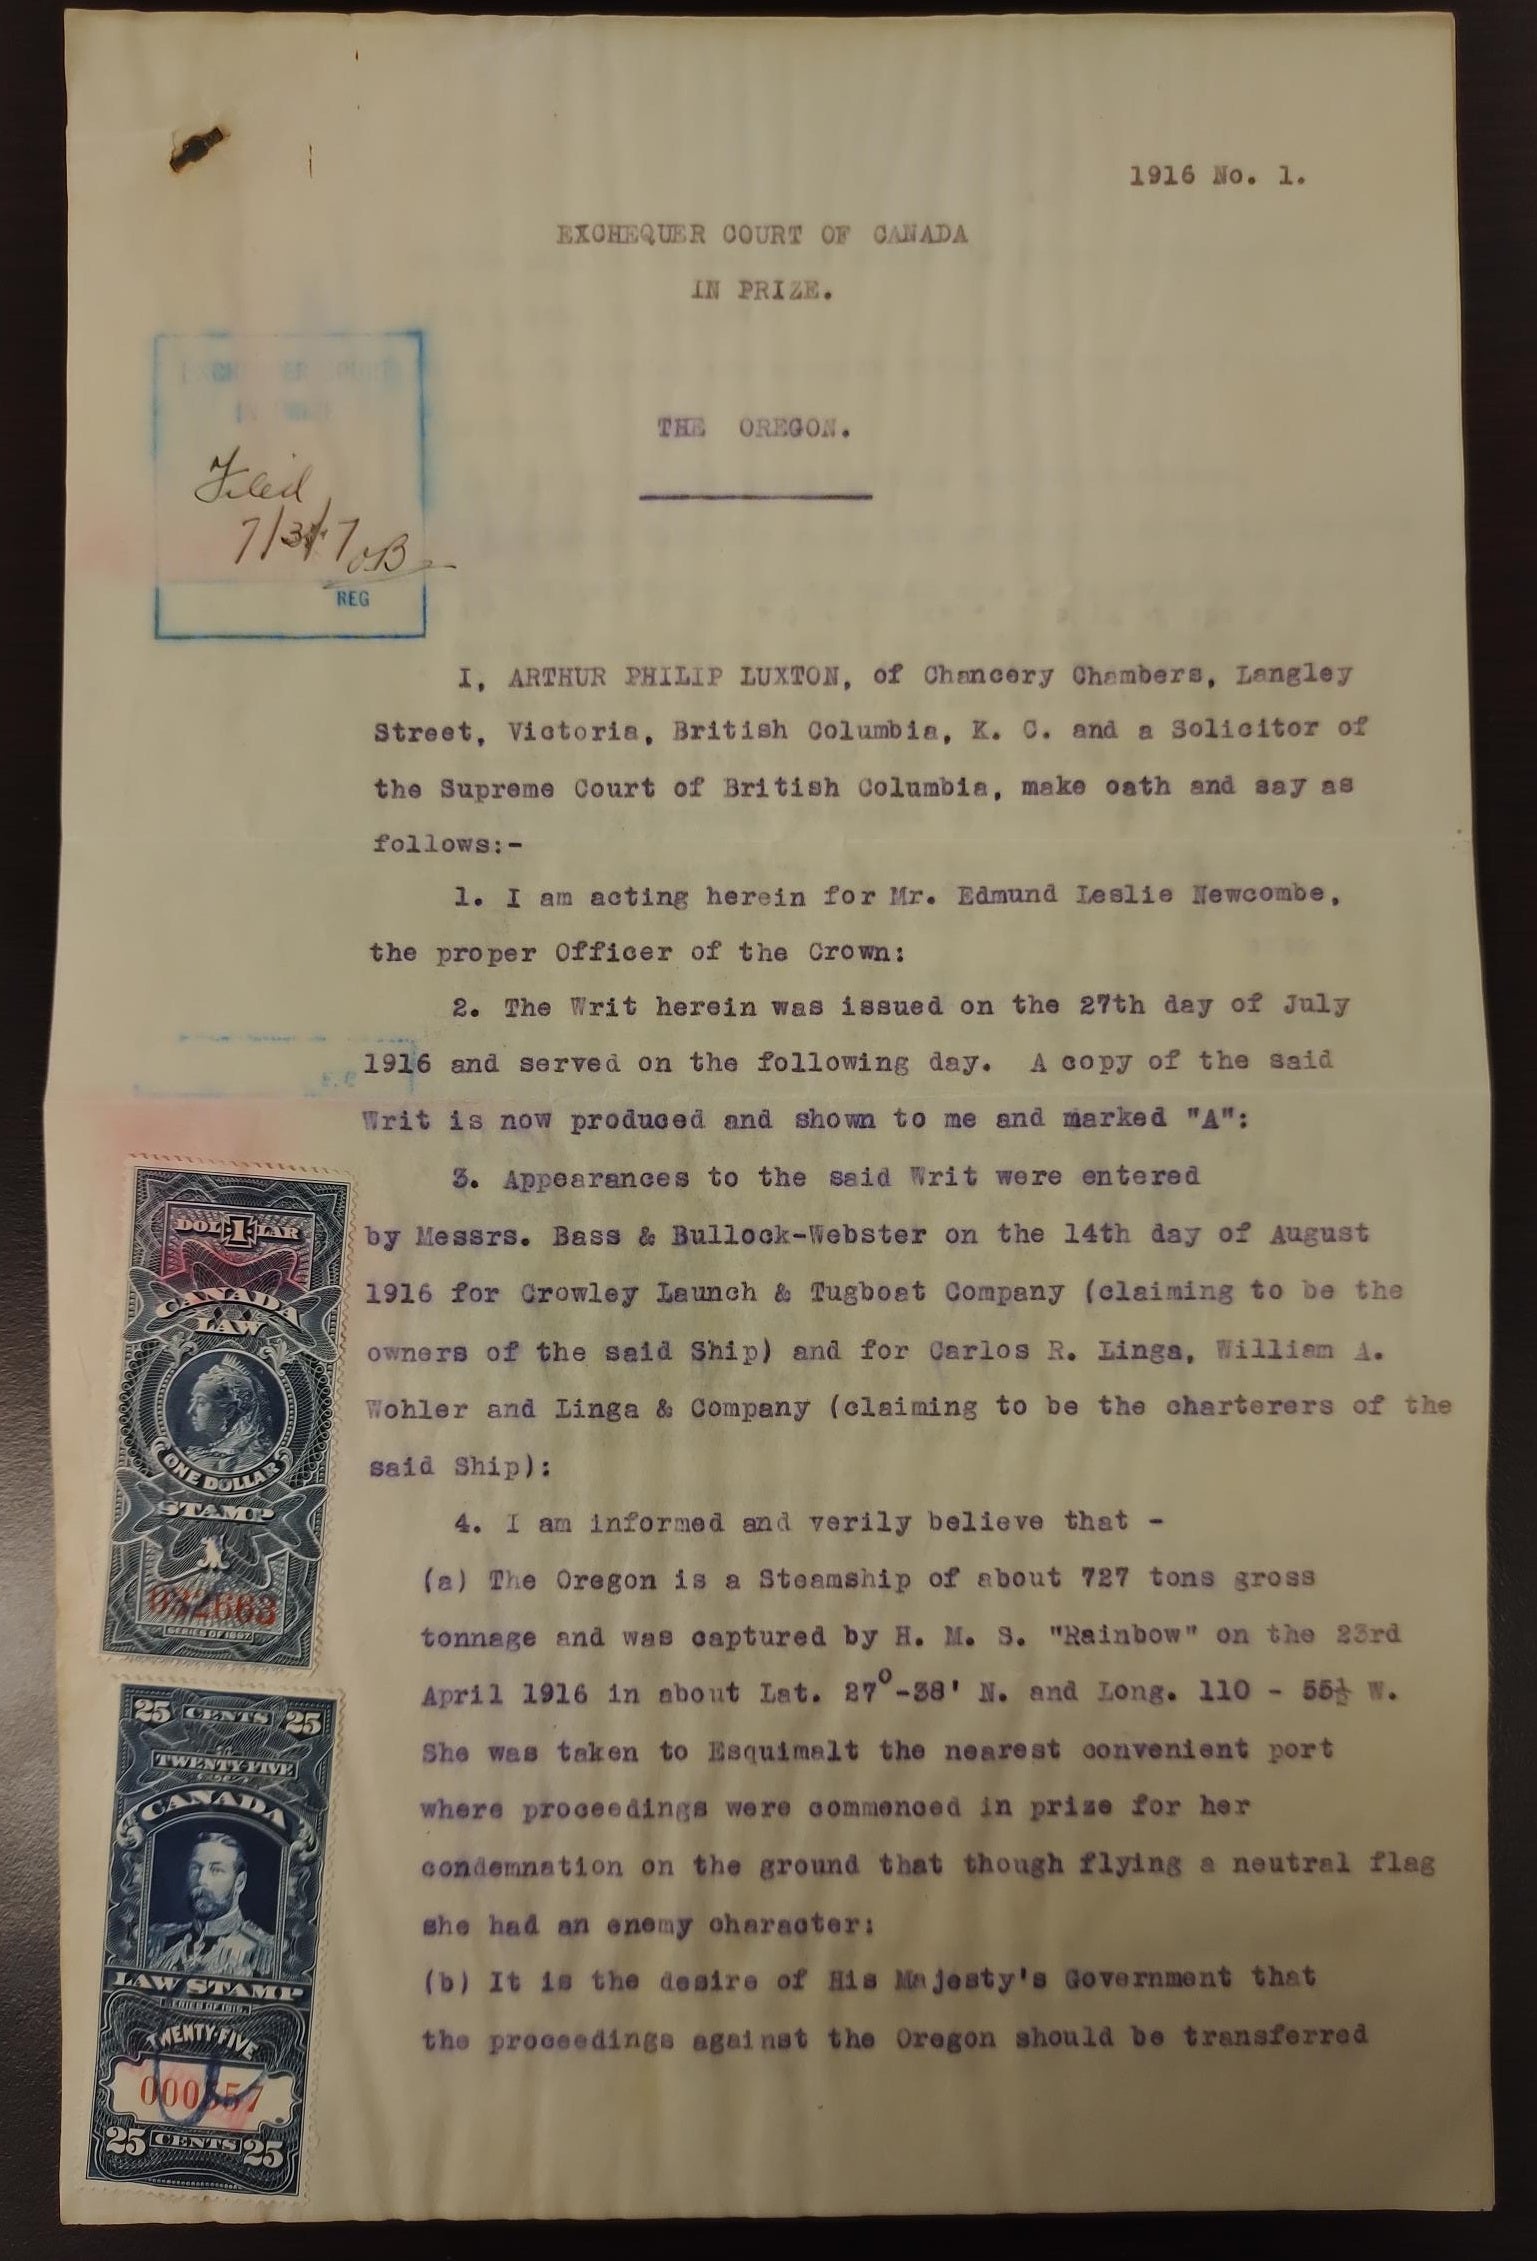 1916 No. 1.
EXCHEQUER COURT OF CANADA
IN PRIZE.
THE OREGON.
Filed
REG
I, ARTHUR PHILIP LUXTON, of Chancery Chambers, Langley
Street, Victoria, British Columbia, K. C. and a Solicitor of
the Supreme Court of British Columbia, make oath and say as
follows:-
1. I am acting herein for Mr. Edmund Leslie Newcombe,
the proper Officer of the Crown:
2. The Writ herein was issued on the 27th day of July
1916 and served on the following day. A copy of the said
Writ is now produced and shown to me and marked "A":
3. Appearances to the said Writ were entered
by Messrs. Bass & Bullock-Webster on the 14th day of August
1916 for Crowley Launch & Tugboat Company (claiming to be the
owners of the said Ship) and for Carlos R. Linga, William A.
Wohler and Linga & Company (claiming to be the charterers of the
said Ship):
4. I am informed and verily believe that -
(a) The Oregon is a Steamship of about 727 tons gross
tonnage and was captured by H. M. S. "Rainbow" on the 23rd
April 1916 in about Lat. 27°-38' N. and Long. 110 - 55½ W.
She was taken to Esquimalt the nearest convenient port
where proceedings were commenced in prize for her
condemnation on the ground that though flying a neutral flag
she had an enemy character:
(b) It is the desire of His Majesty's Government that
the proceedings against the Oregon should be transferred
DOL 1 LAR
CANADA
LAW
ONE DOLLAR
STAMP
1
SERIES OF 1897.
25 CENTS 25
TWENTY-FIVE
CANADA
LAW STAMP
SERIES OF 1915.
TWENTY-FIVE
25 CENTS 25